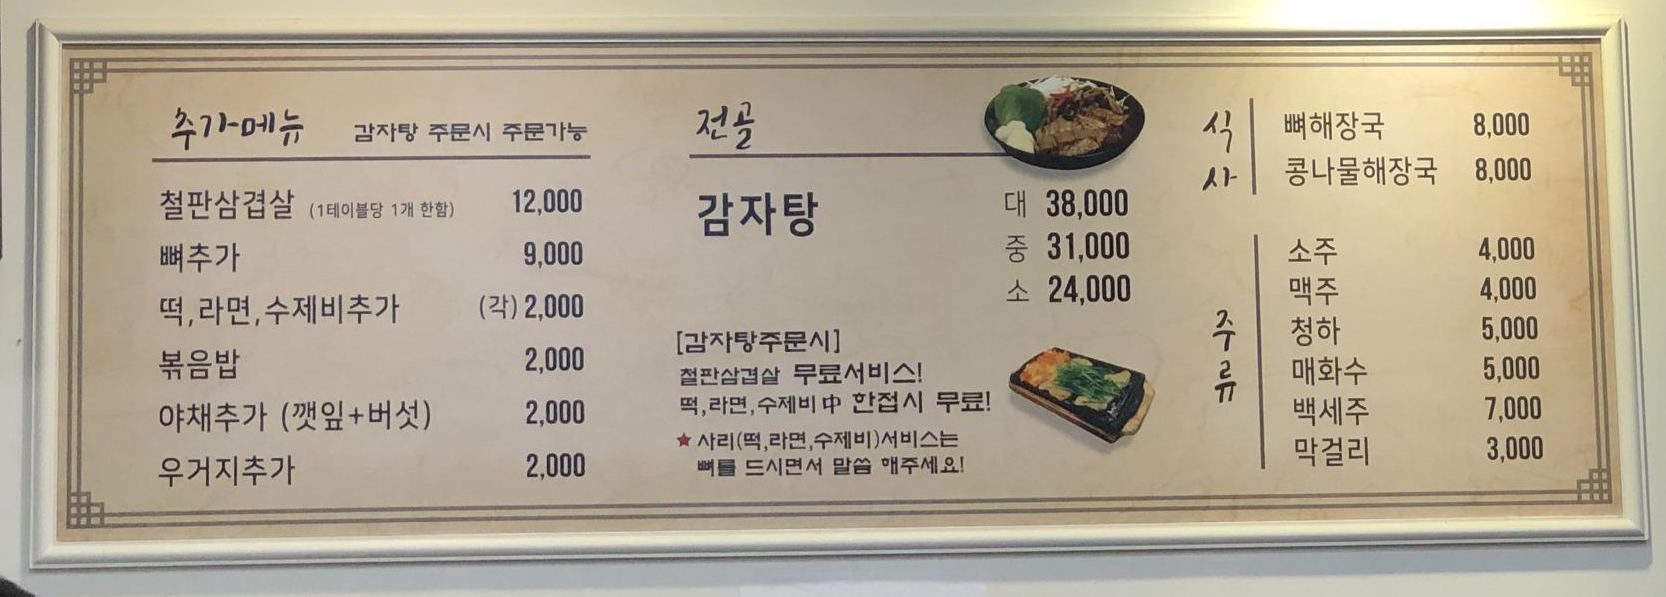 추가메뉴 감자탕 주문시 주문가능
철판삼겹살 (1테이블당 1개 한함) 12,000
뼈추가 9,000
떡,라면,수제비추가 (각) 2,000
볶음밥 2,000
야채추가 (깻잎+버섯) 2,000
우거지추가 2,000
전골
감자탕 대 38,000
중 31,000
소 24,000
[감자탕주문시]
철판삼겹살 무료서비스!
떡,라면,수제비 中 한접시 무료!
★ 사리(떡,라면,수제비)서비스는
뼈를 드시면서 말씀 해주세요!
식사
뼈해장국 8,000
콩나물해장국 8,000
주류
소주 4,000
맥주 4,000
청하 5,000
매화수 5,000
백세주 7,000
막걸리 3,000